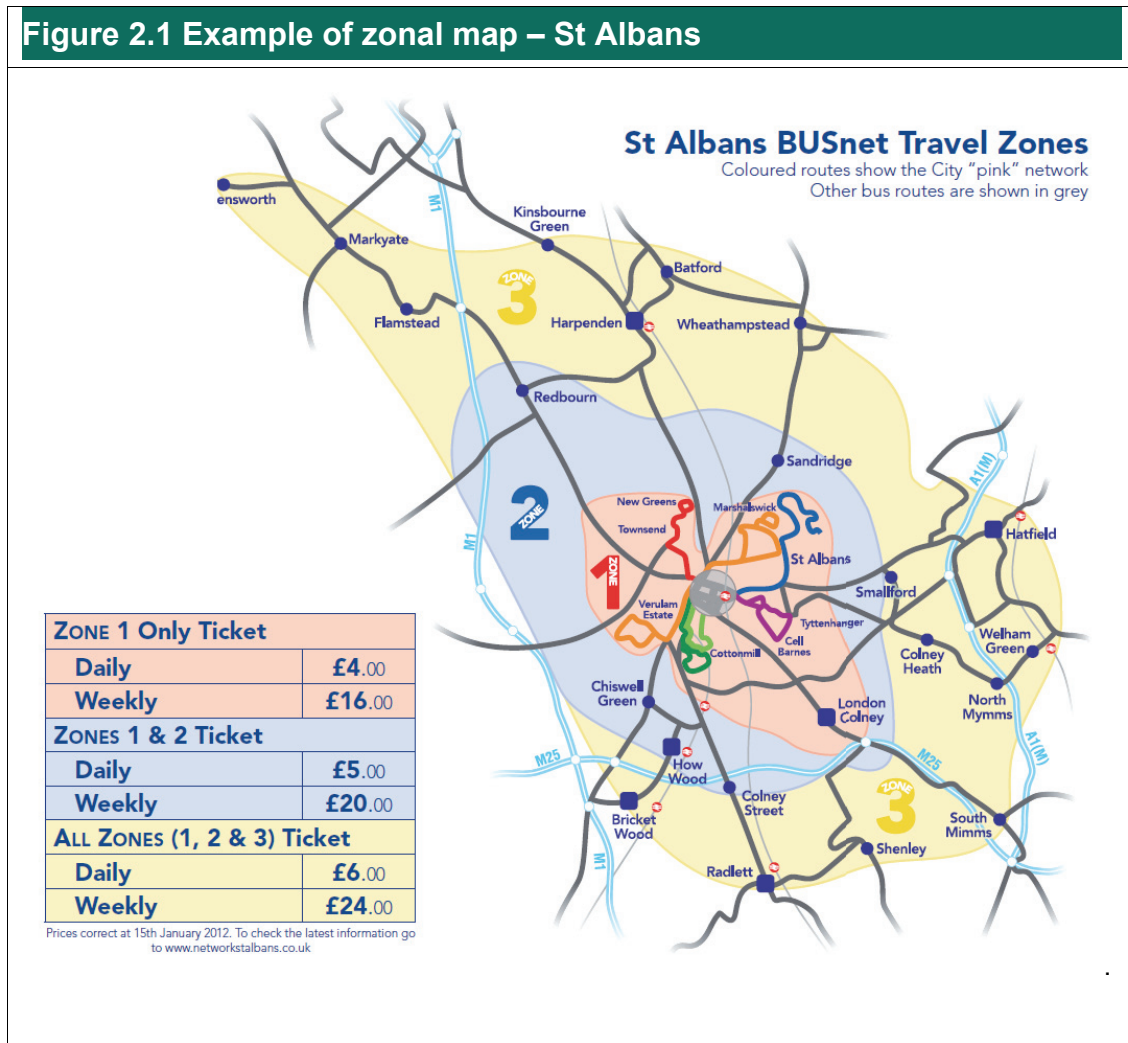 Figure 2.1 Example of zonal map – St Albans
St Albans BUSnet Travel Zones
Coloured routes show the City "pink" network
Other bus routes are shown in grey
ensworth
M1
Kinsbourne
Green
Markyate
Batford
ZONE
3
Flamstead
Harpenden
Wheathampstead
Redbourn
Sandridge
A1(M)
2
ZONE
New Greens
Marshalswick
Townsend
Hatfield
M1
St Albans
1
ZONE
Smallford
Verulam
Estate
Tyttenhanger
Cell
Barnes
Cottonmill
Colney
Heath
Welham
Green
Chiswell
Green
London
Colney
North
Mymms
M25
How
Wood
M25
A1(M)
Colney
Street
ZONE
3
Bricket
Wood
South
Mimms
Shenley
M1
Radlett
ZONE 1 Only Ticket
Daily £4.00
Weekly £16.00
ZONES 1 & 2 Ticket
Daily £5.00
Weekly £20.00
ALL ZONES (1, 2 & 3) Ticket
Daily £6.00
Weekly £24.00
Prices correct at 15th January 2012. To check the latest information go
to www.networkstalbans.co.uk
.